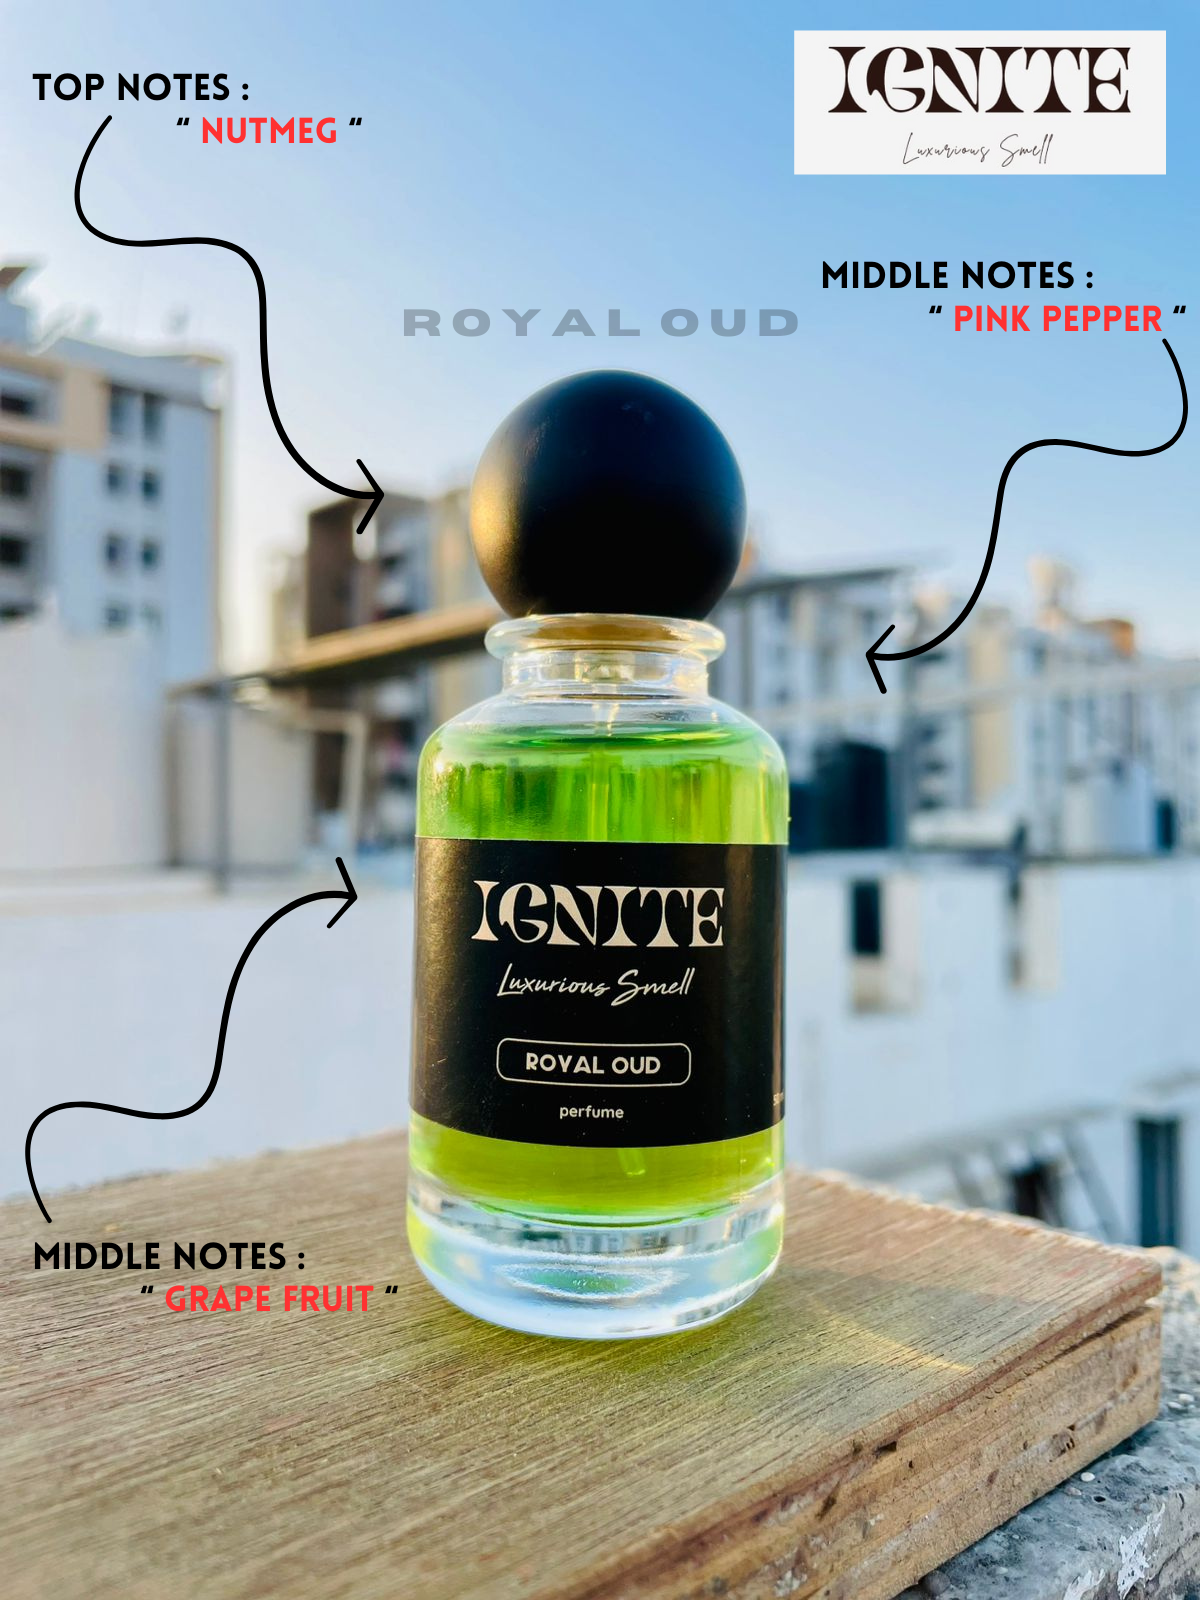 IGNITE
Luxurious Smell
TOP NOTES :
“ NUTMEG “
MIDDLE NOTES :
“ PINK PEPPER “
ROYAL OUD
IGNITE
Luxurious Smell
ROYAL OUD
perfume
MIDDLE NOTES :
“ GRAPE FRUIT “